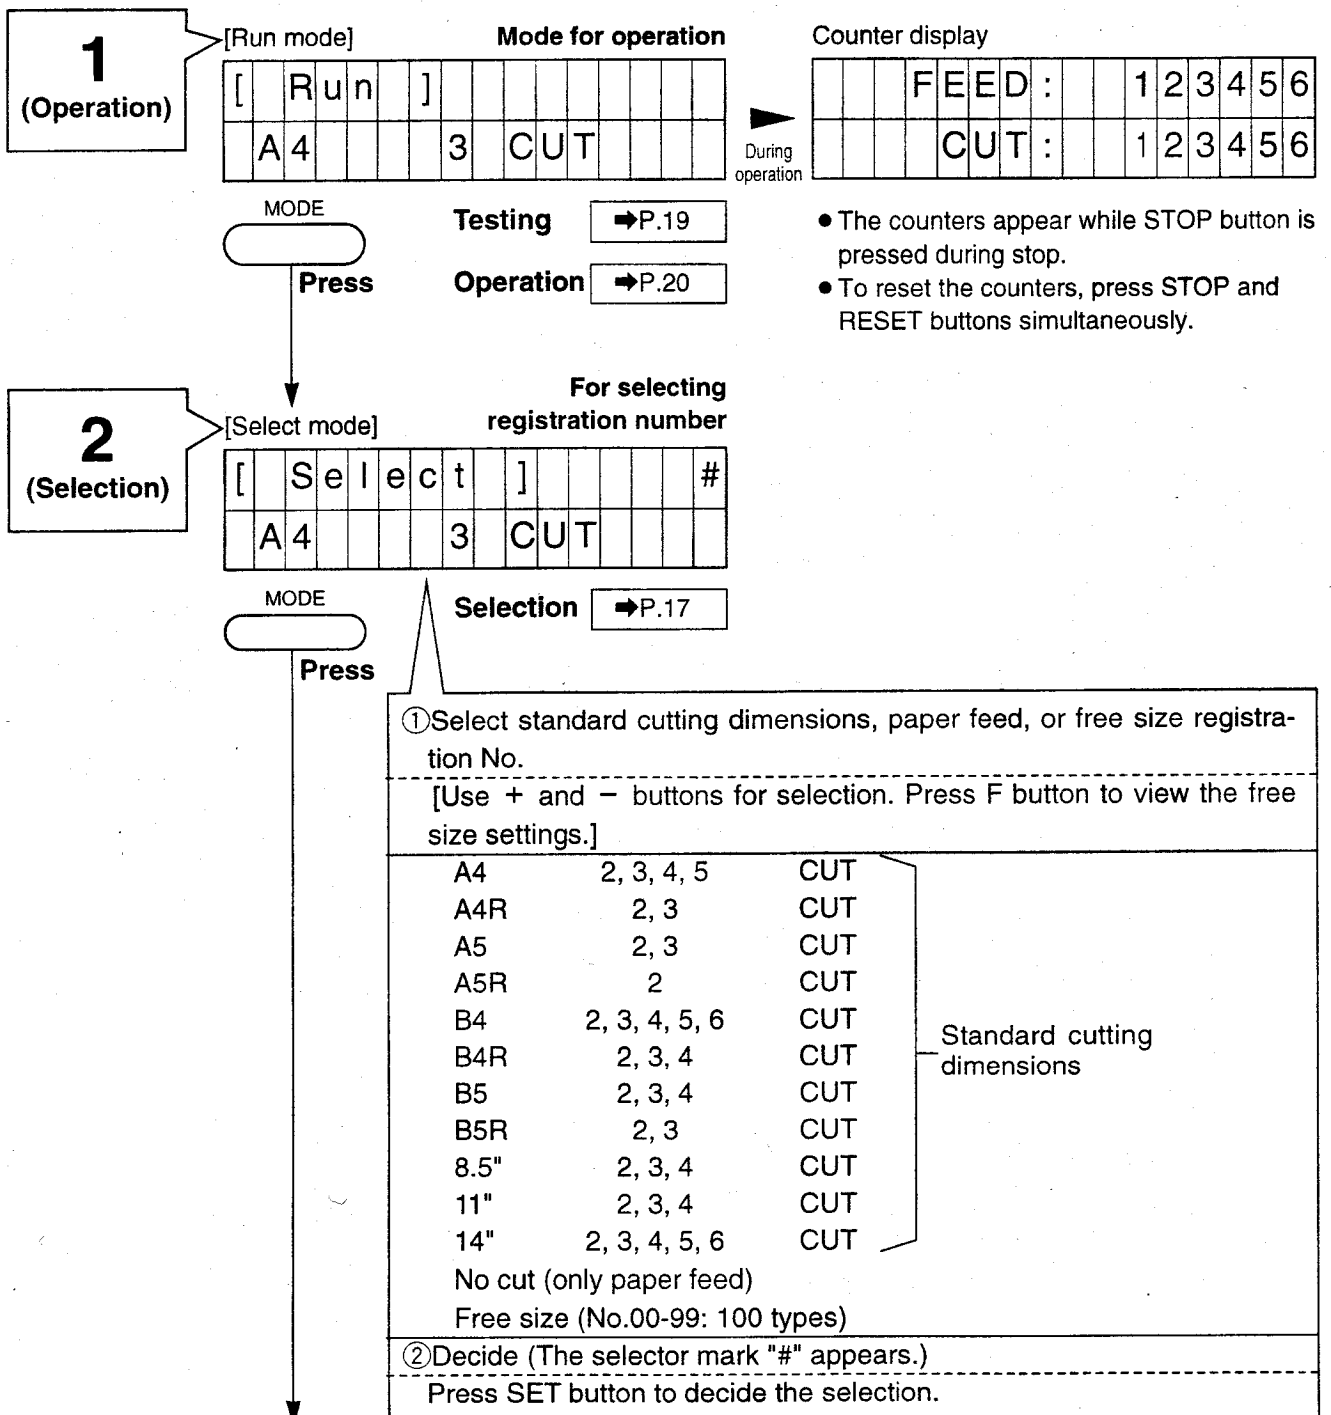 1
(Operation)
[Run mode] Mode for operation
[ Run ]
A4 3 CUT
During
operation
Counter display
FEED: 123456
CUT: 123456
MODE
Press
Testing ➡P.19
Operation ➡P.20
● The counters appear while STOP button is
pressed during stop.
● To reset the counters, press STOP and
RESET buttons simultaneously.
2
(Selection)
For selecting
[Select mode] registration number
[ Select ] #
A4 3 CUT
MODE
Press
Selection ➡P.17
①Select standard cutting dimensions, paper feed, or free size registra-
tion No.
[Use + and − buttons for selection. Press F button to view the free
size settings.]
A4 2, 3, 4, 5 CUT
A4R 2, 3 CUT
A5 2, 3 CUT
A5R 2 CUT
B4 2, 3, 4, 5, 6 CUT
B4R 2, 3, 4 CUT
B5 2, 3, 4 CUT
B5R 2, 3 CUT
8.5" 2, 3, 4 CUT
11" 2, 3, 4 CUT
14" 2, 3, 4, 5, 6 CUT
Standard cutting
dimensions
No cut (only paper feed)
Free size (No.00-99: 100 types)
②Decide (The selector mark "#" appears.)
Press SET button to decide the selection.